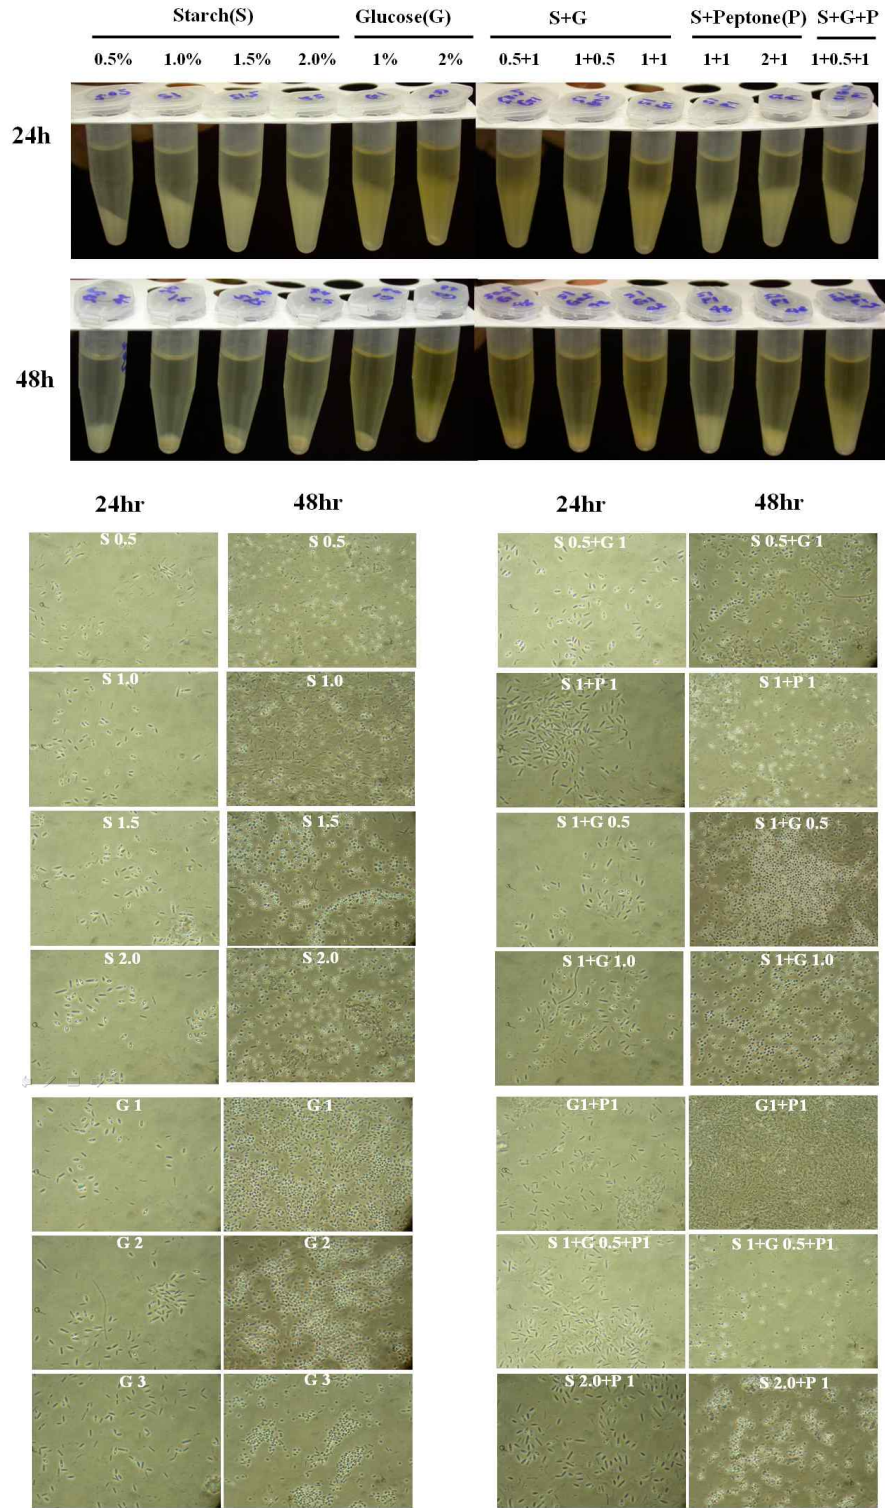 Starch(S) Glucose(G) S+G S+Peptone(P) S+G+P
0.5% 1.0% 1.5% 2.0% 1% 2% 0.5+1 1+0.5 1+1 1+1 2+1 1+0.5+1
24h
48h
24hr 48hr 24hr 48hr
S 0.5 S 0.5 S 0.5+G 1 S 0.5+G 1
S 1.0 S 1.0 S 1+P 1 S 1+P 1
S 1.5 S 1.5 S 1+G 0.5 S 1+G 0.5
S 2.0 S 2.0 S 1+G 1.0 S 1+G 1.0
G 1 G 1 G1+P1 G1+P1
G 2 G 2 S 1+G 0.5+P1 S 1+G 0.5+P1
G 3 G 3 S 2.0+P 1 S 2.0+P 1